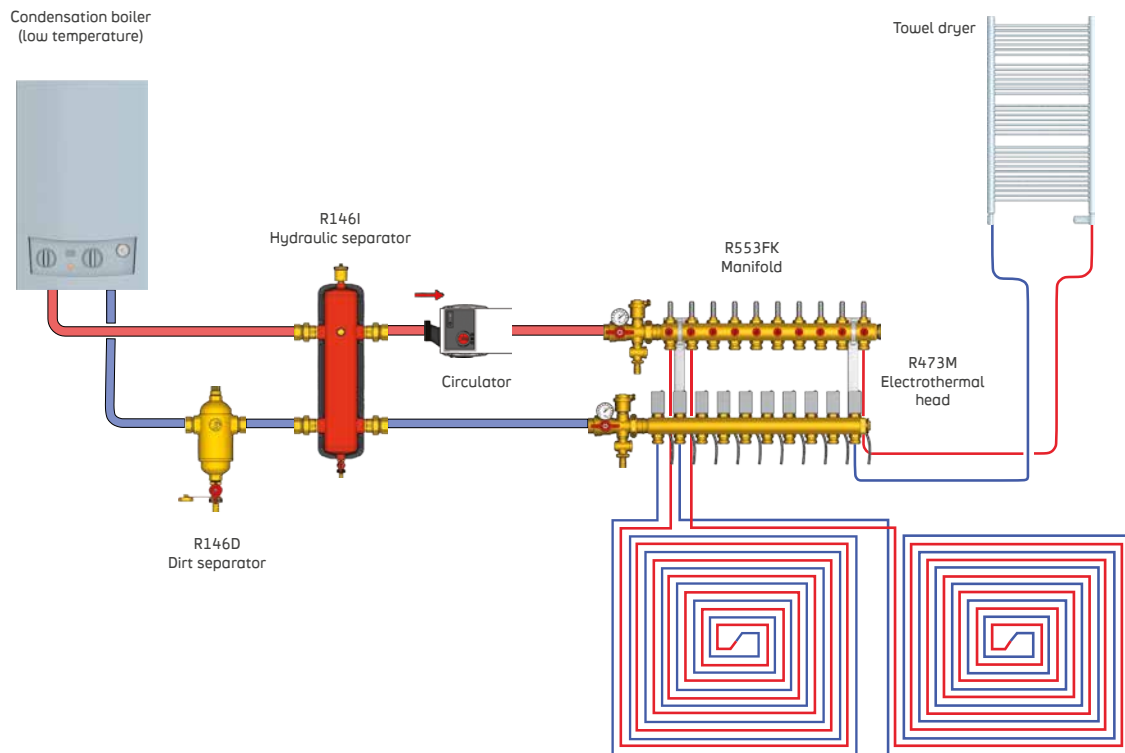 Condensation boiler
(low temperature)
Towel dryer
R146I
Hydraulic separator
R553FK
Manifold
Circulator
R473M
Electrothermal
head
R146D
Dirt separator